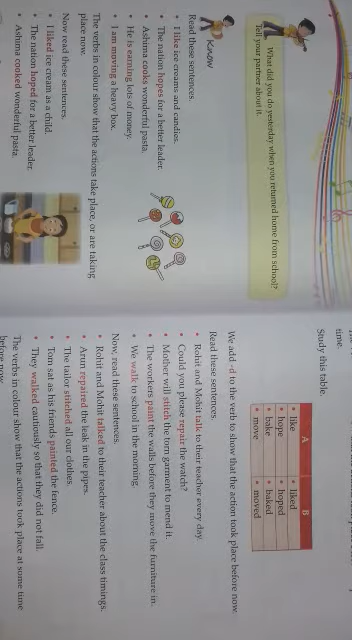 What did you do yesterday when you returned home from school?
Tell your partner about it.
Know
Read these sentences.
• I like ice creams and candies.
• The nation hopes for a better leader.
• Ashima cooks wonderful pasta.
• He is earning lots of money.
• I am moving a heavy box.
The verbs in colour show that the actions take place, or are taking
place now.
Now read these sentences.
• I liked ice cream as a child.
• The nation hoped for a better leader.
• Ashima cooked wonderful pasta.
time.
Study this table.
A B
• like • liked
• hope • hoped
• bake • baked
• move • moved
We add -d to the verb to show that the action took place before now.
Read these sentences.
• Rohit and Mohit talk to their teacher every day.
• Could you please repair the watch?
• Mother will stitch the torn garment to mend it.
• The workers paint the walls before they move the furniture in.
• We walk to school in the morning.
Now, read these sentences.
• Rohit and Mohit talked to their teacher about the class timings.
• Arun repaired the leak in the pipes.
• The tailor stitched all our clothes.
• Tom sat as his friends painted the fence.
• They walked cautiously so that they did not fall.
The verbs in colour show that the actions took place at some time
before now.